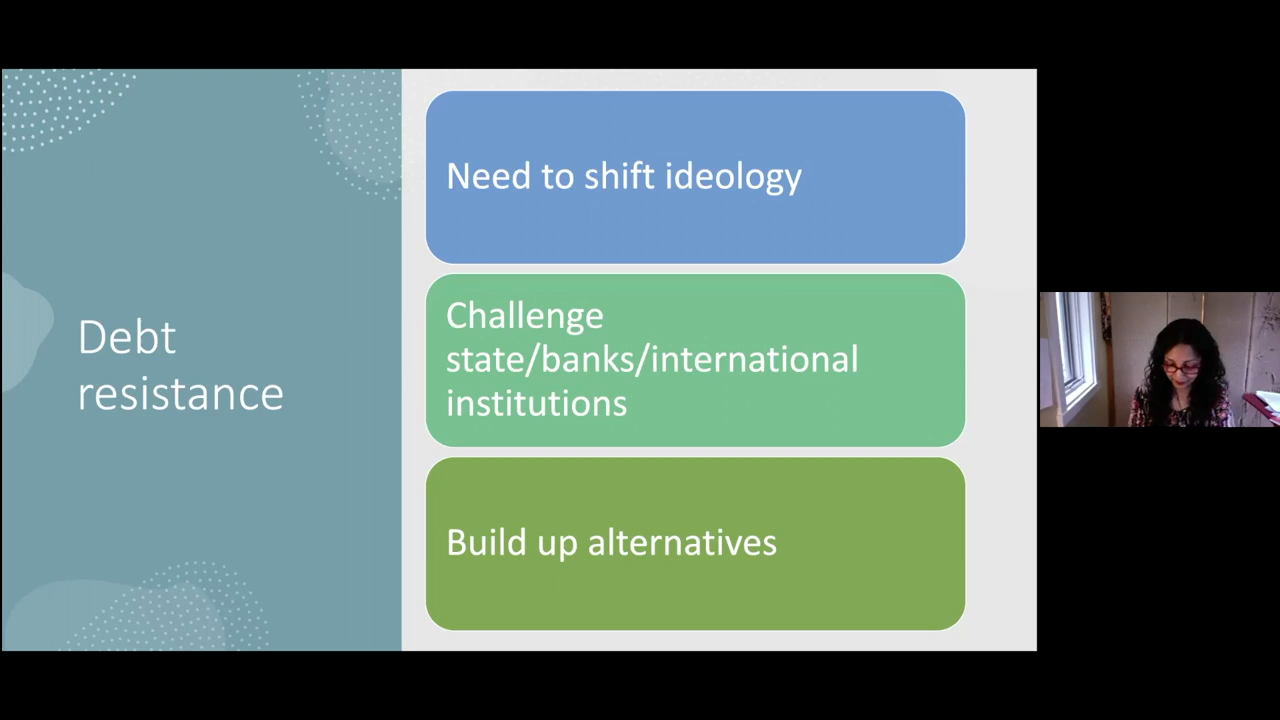 Debt
resistance
Need to shift ideology
Challenge
state/banks/international
institutions
Build up alternatives